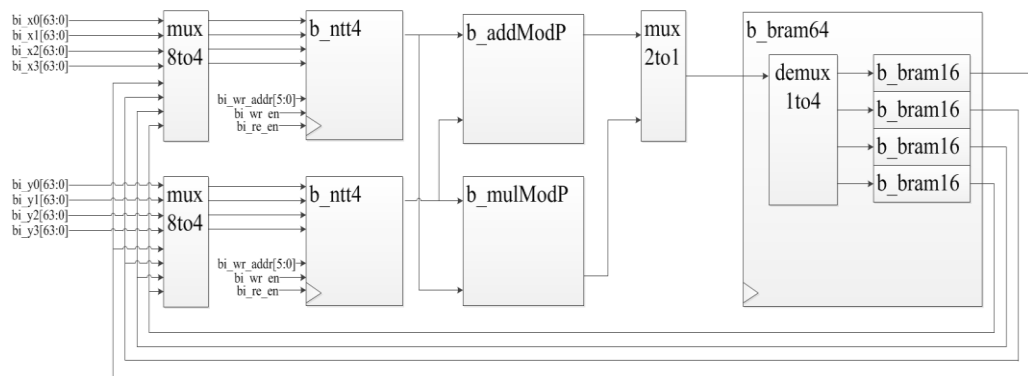 bi_x0[63:0]
bi_x1[63:0]
bi_x2[63:0]
bi_x3[63:0]
mux
8to4
b_ntt4
bi_wr_addr[5:0]
bi_wr_en
bi_re_en
b_addModP
mux
2to1
b_bram64
demux
1to4
b_bram16
b_bram16
b_bram16
b_bram16
bi_y0[63:0]
bi_y1[63:0]
bi_y2[63:0]
bi_y3[63:0]
mux
8to4
b_ntt4
bi_wr_addr[5:0]
bi_wr_en
bi_re_en
b_mulModP